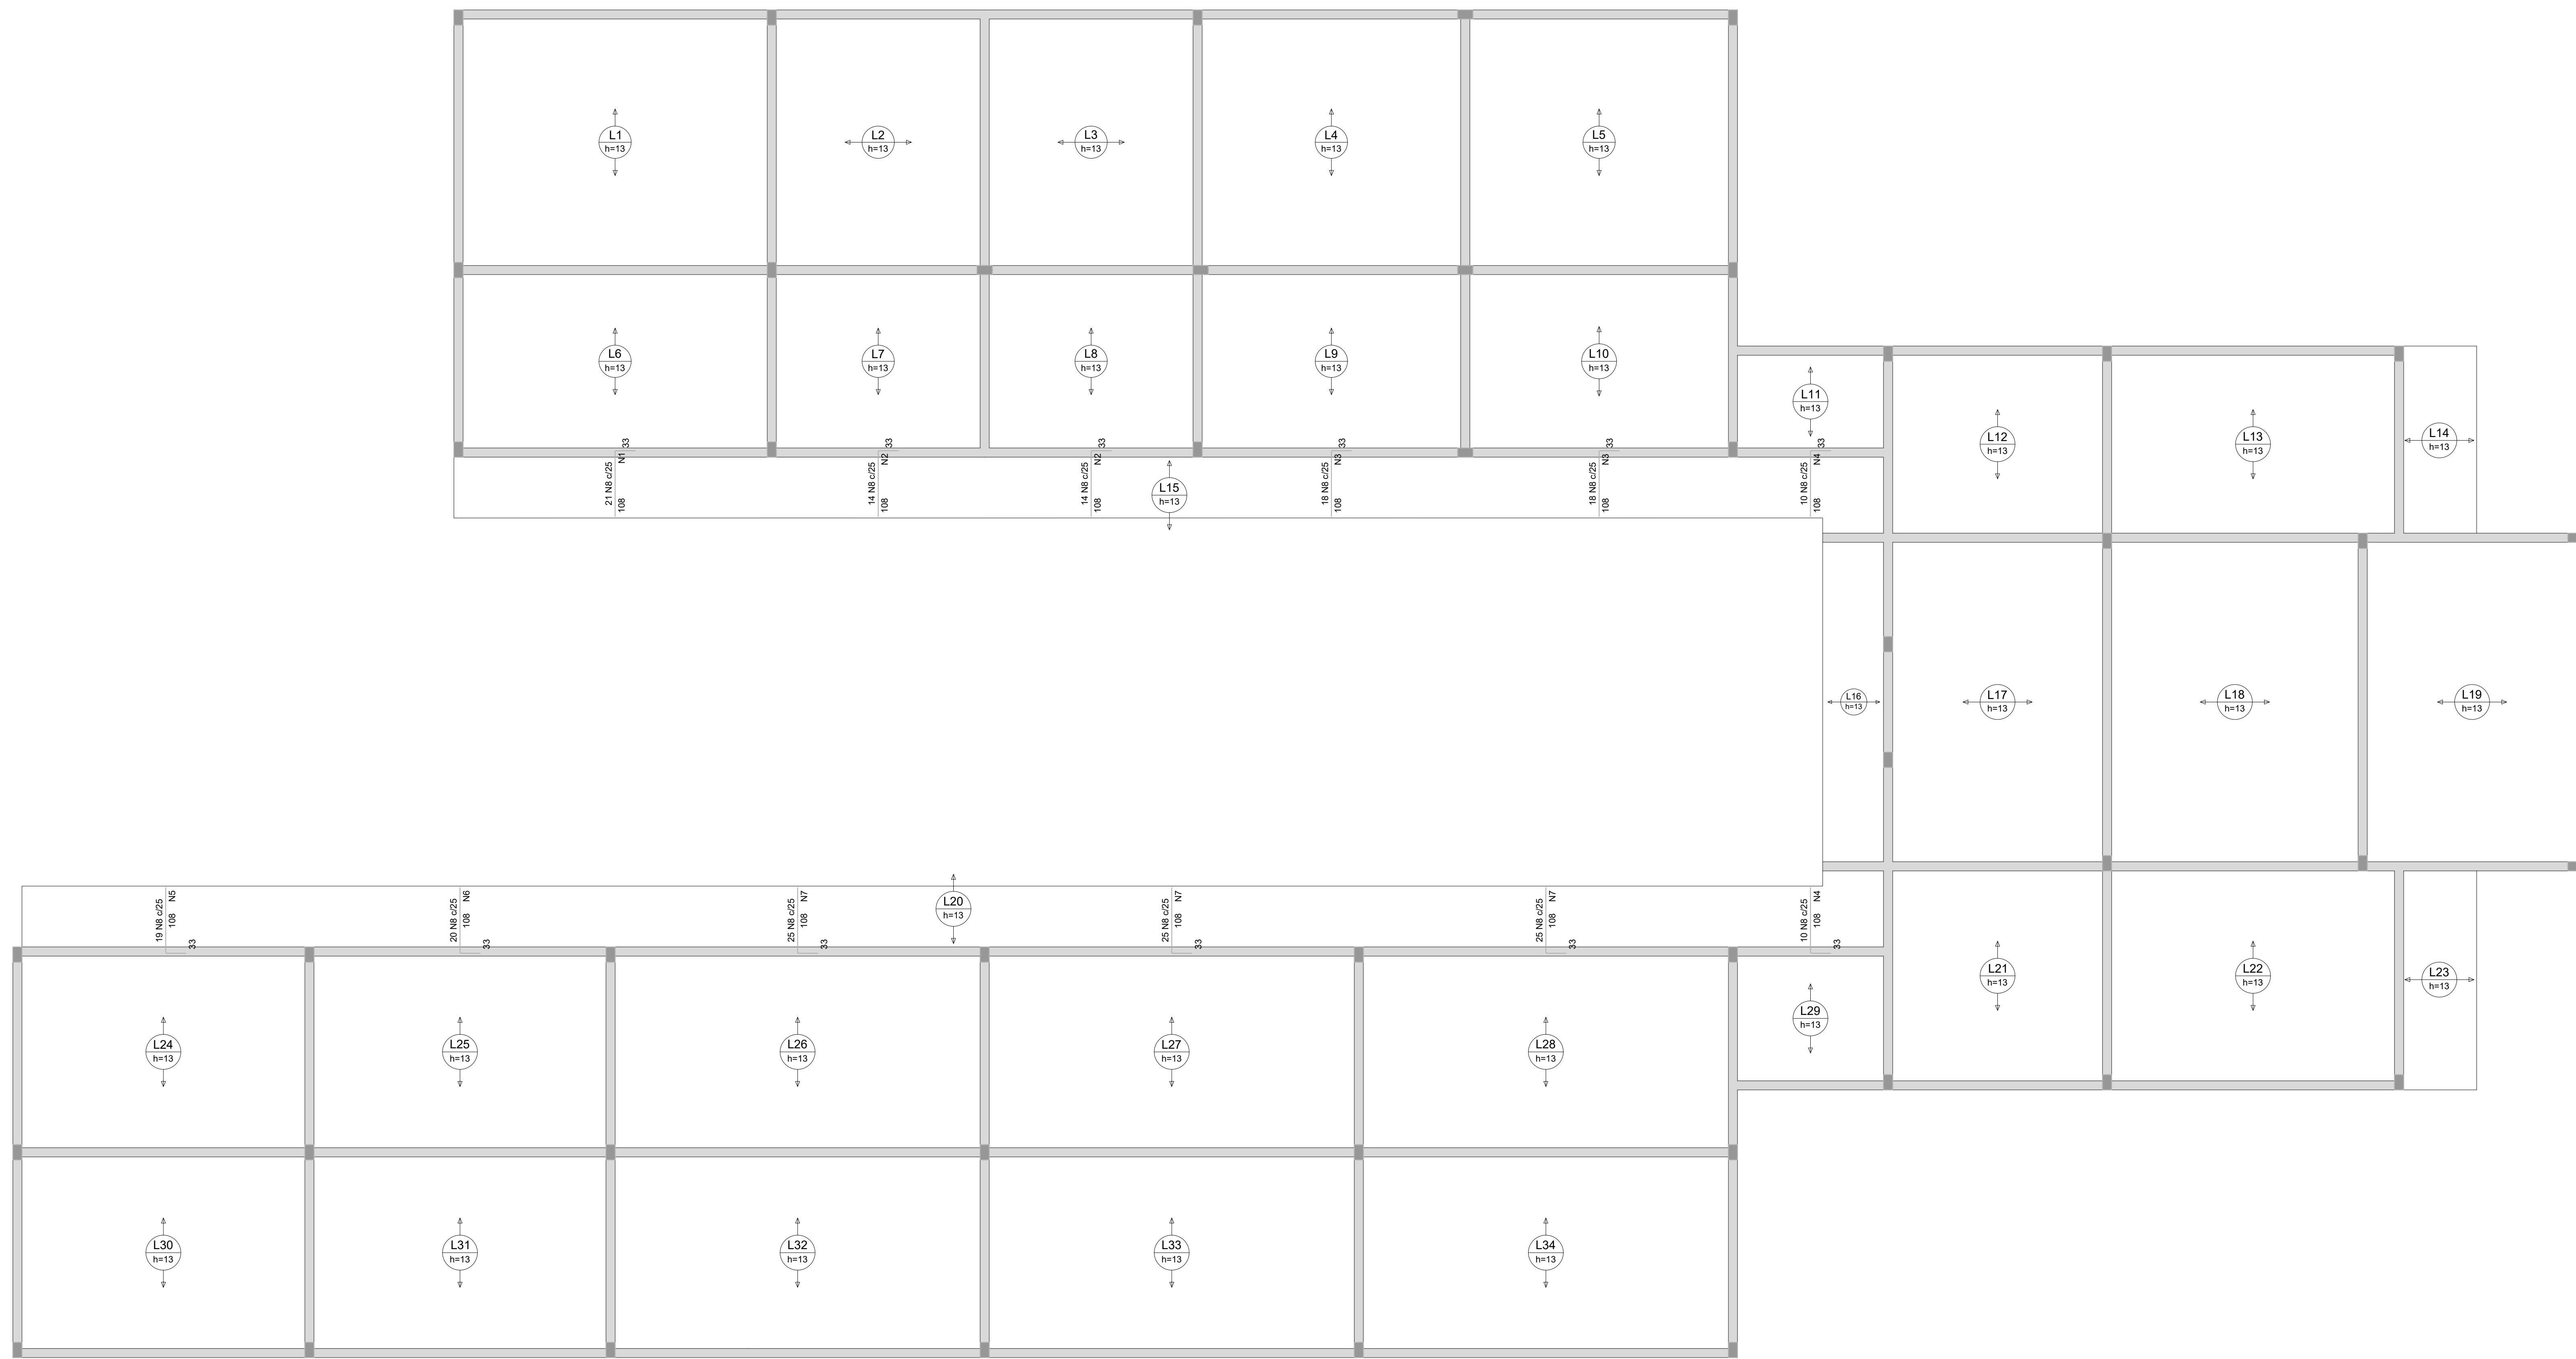 L1
h=13
L2
h=13
L3
h=13
L4
h=13
L5
h=13
L6
h=13
L7
h=13
L8
h=13
L9
h=13
L10
h=13
L11
h=13
L12
h=13
L13
h=13
L14
h=13
21 N8 c/25
N1
108
33
14 N8 c/25
N2
108
33
14 N8 c/25
N2
108
33
L15
h=13
18 N8 c/25
N3
108
33
18 N8 c/25
N3
108
33
10 N8 c/25
N4
108
33
L16
h=13
L17
h=13
L18
h=13
L19
h=13
19 N8 c/25
108
N5
33
20 N8 c/25
108
N6
33
25 N8 c/25
108
N7
33
L20
h=13
25 N8 c/25
108
N7
33
25 N8 c/25
108
N7
33
10 N8 c/25
108
N4
33
L21
h=13
L22
h=13
L23
h=13
L24
h=13
L25
h=13
L26
h=13
L27
h=13
L28
h=13
L29
h=13
L30
h=13
L31
h=13
L32
h=13
L33
h=13
L34
h=13